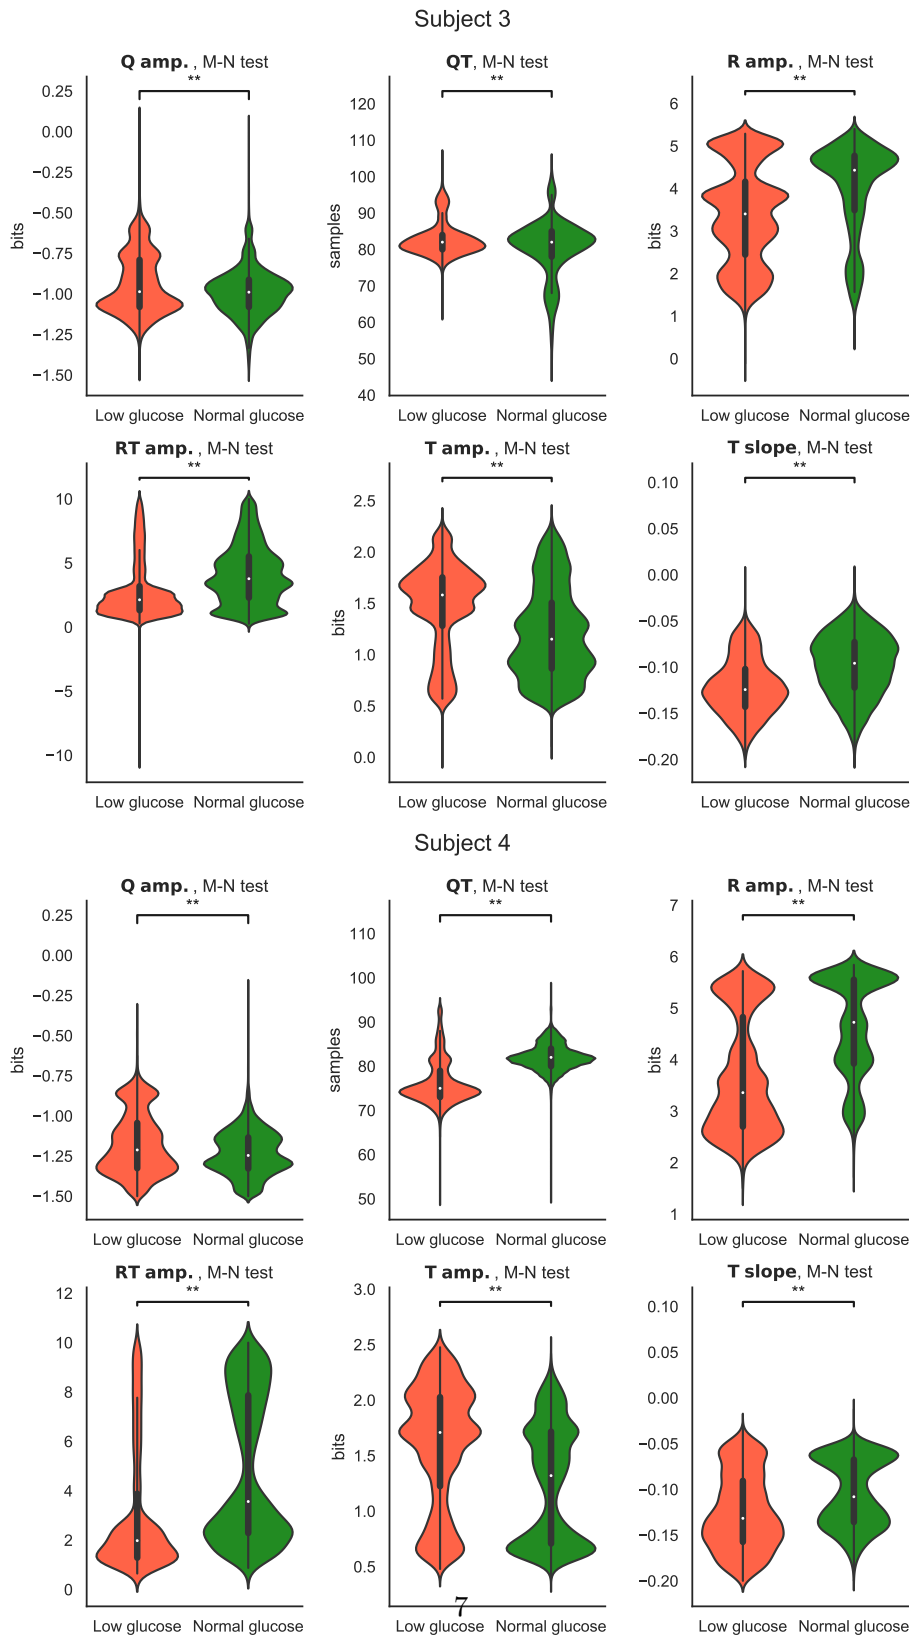 Subject 3
Q amp. , M-N test QT, M-N test R amp. , M-N test
** ** **
bits samples bits
0.25 0.00 −0.25 −0.50 −0.75 −1.00 −1.25 −1.50
120 110 100 90 80 70 60 50 40
6 5 4 3 2 1 0
Low glucose Normal glucose Low glucose Normal glucose Low glucose Normal glucose
RT amp. , M-N test T amp. , M-N test T slope, M-N test
** ** **
bits
10 5 0 −5 −10
2.5 2.0 1.5 1.0 0.5 0.0
0.10 0.05 0.00 −0.05 −0.10 −0.15 −0.20
Low glucose Normal glucose Low glucose Normal glucose Low glucose Normal glucose
Subject 4
Q amp. , M-N test QT, M-N test R amp. , M-N test
** ** **
bits samples bits
0.25 0.00 −0.25 −0.50 −0.75 −1.00 −1.25 −1.50
110 100 90 80 70 60 50
7 6 5 4 3 2 1
Low glucose Normal glucose Low glucose Normal glucose Low glucose Normal glucose
RT amp. , M-N test T amp. , M-N test T slope, M-N test
** ** **
bits
12 10 8 6 4 2 0
3.0 2.5 2.0 1.5 1.0 0.5
0.10 0.05 0.00 −0.05 −0.10 −0.15 −0.20
Low glucose Normal glucose Low glucose Normal glucose Low glucose Normal glucose
7